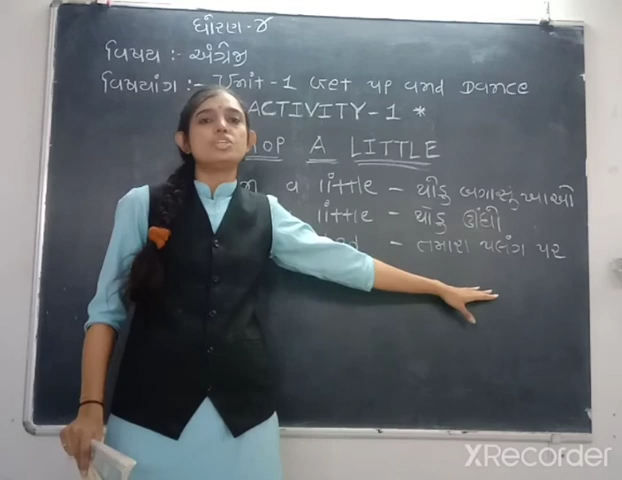 ધોરણ - ૪
વિષય :- અંગ્રેજી
વિષયાંગ :- Unit - 1 Get up and Dance
ACTIVITY - 1 *
A LITTLE
a little - થોડું બગાસું ખાઓ
little - થોડું ઊંઘો
- તમારા પલંગ પર
XRecorder